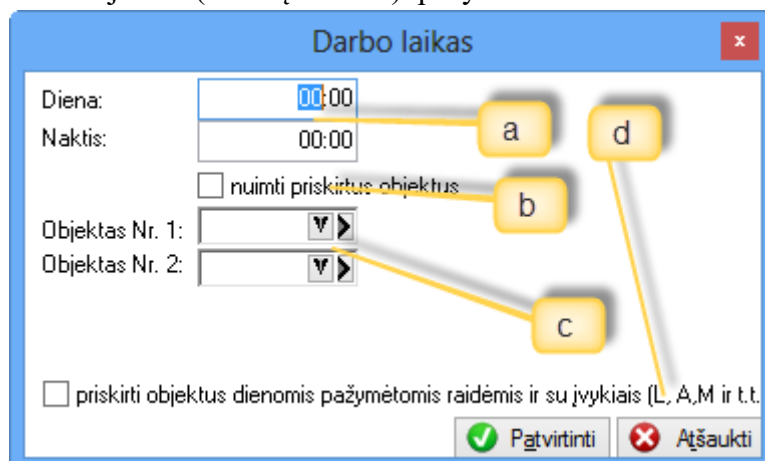 Darbo laikas
x
Diena: 00:00 a
Naktis: 00:00 d
nuimti priskirtus objektus b
Objektas Nr. 1:
Objektas Nr. 2:
c
priskirti objektus dienomis pažymėtomis raidėmis ir su įvykiais (L, A,M ir t.t.
Patvirtinti Atšaukti